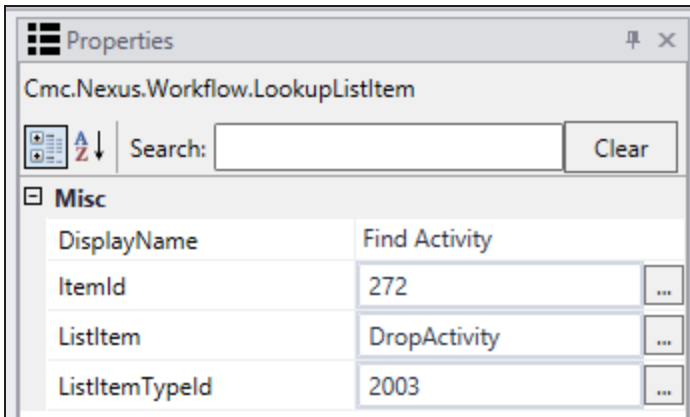 Properties
Cmc.Nexus.Workflow.LookupListItem
A Z Search: Clear
Misc
DisplayName Find Activity
ItemId 272 ...
ListItem DropActivity ...
ListItemTypeId 2003 ...